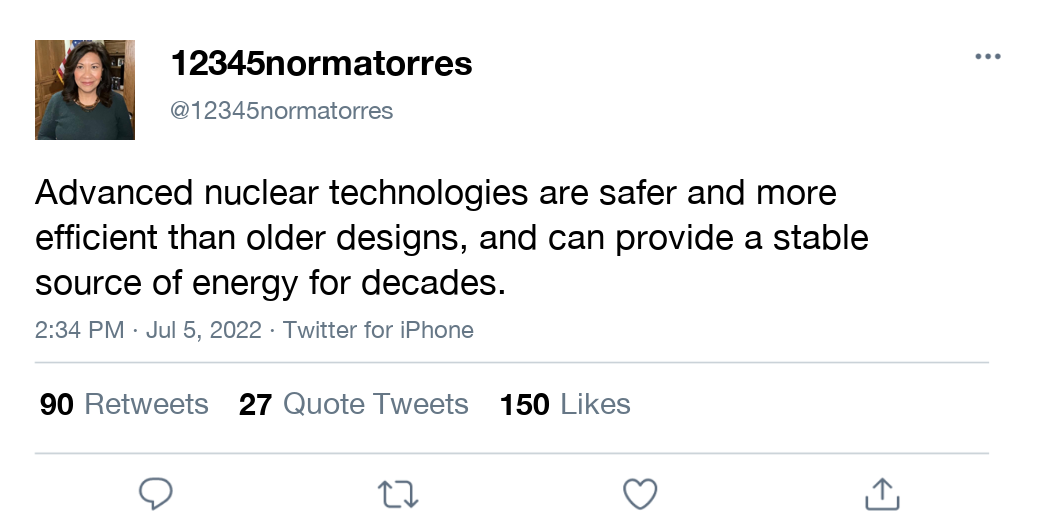 12345normatorres
@12345normatorres
Advanced nuclear technologies are safer and more
efficient than older designs, and can provide a stable
source of energy for decades.
2:34 PM · Jul 5, 2022 · Twitter for iPhone
90 Retweets 27 Quote Tweets 150 Likes